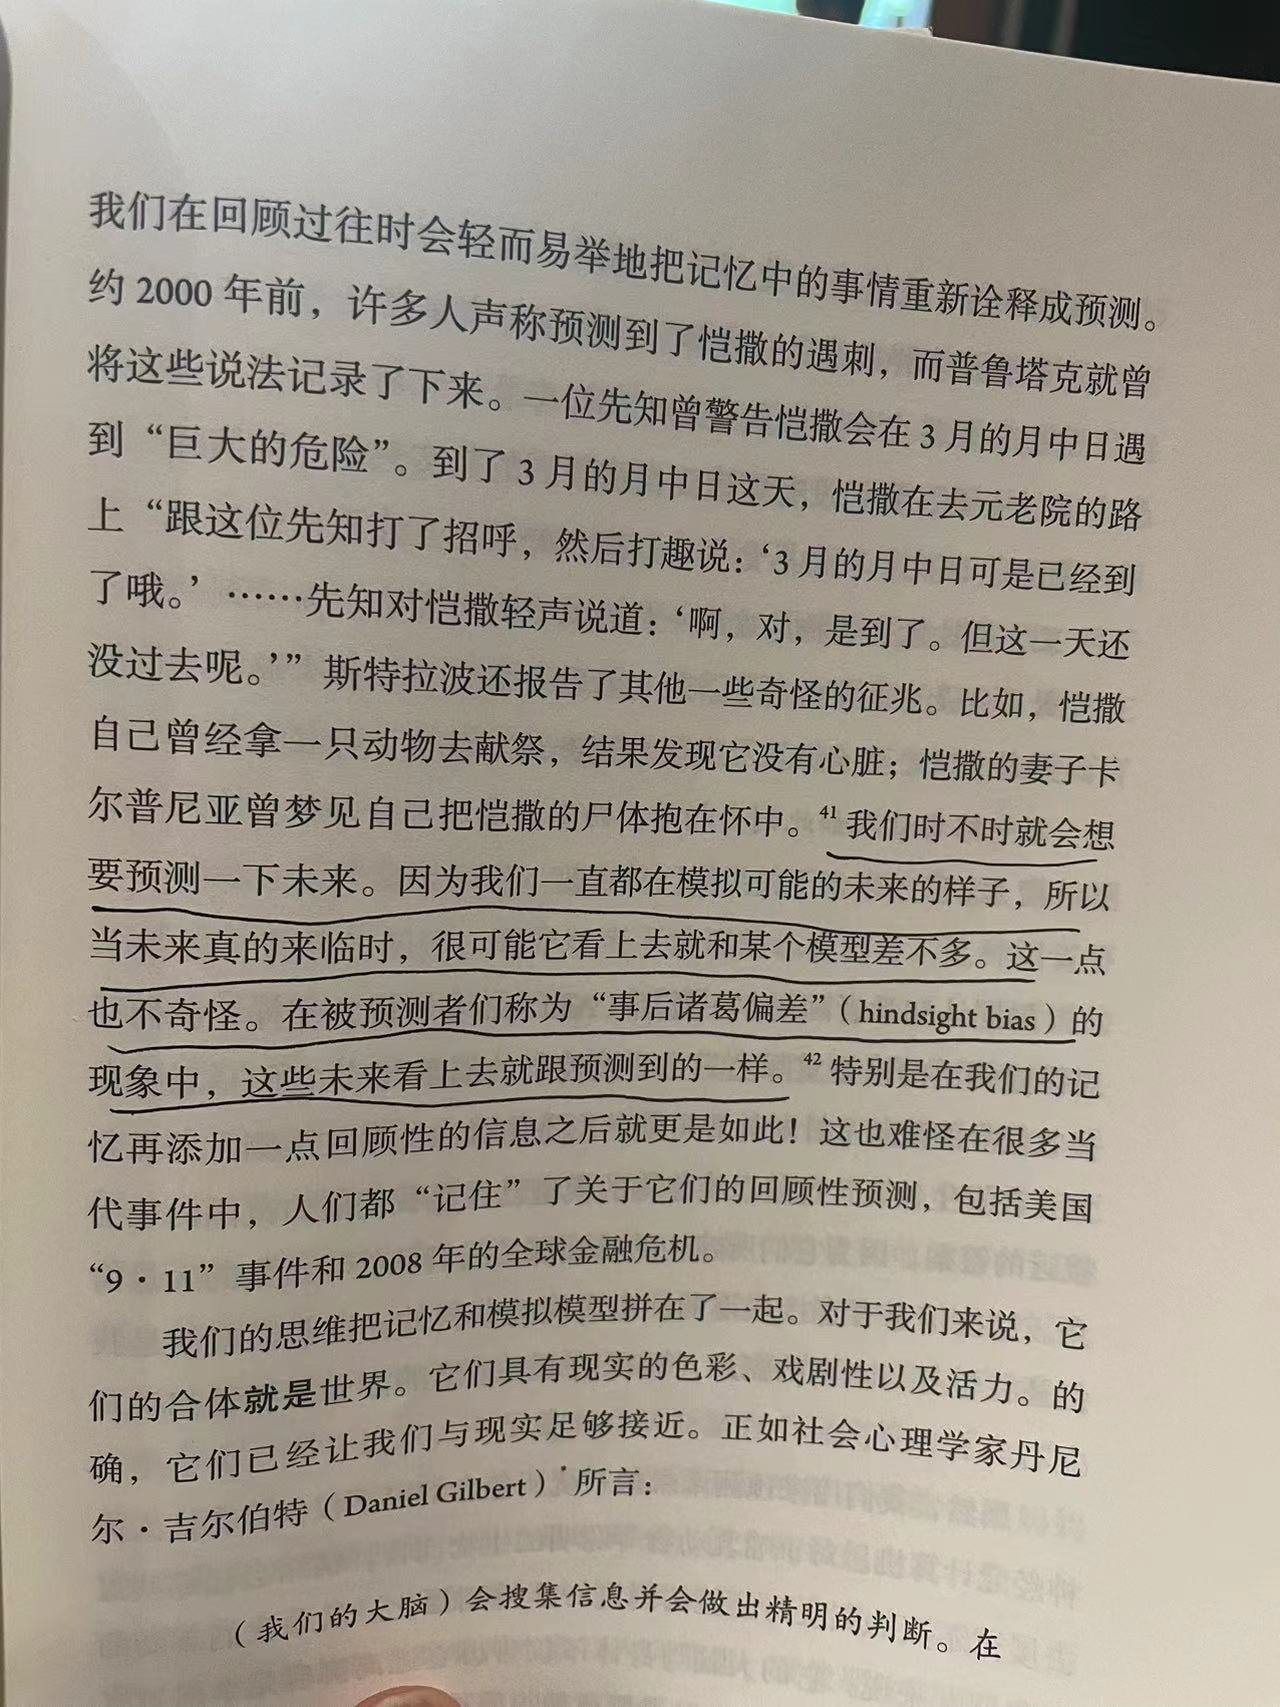 我们在回顾过往时会轻而易举地把记忆中的事情重新诠释成预测。
约 2000 年前，许多人声称预测到了恺撒的遇刺，而普鲁塔克就曾
将这些说法记录了下来。一位先知曾警告恺撒会在 3 月的月中日遇
到“巨大的危险”。到了 3 月的月中日这天，恺撒在去元老院的路
上“跟这位先知打了招呼，然后打趣说：‘3 月的月中日可是已经到
了哦。’……先知对恺撒轻声说道：‘啊，对，是到了。但这一天还
没过去呢。’”斯特拉波还报告了其他一些奇怪的征兆。比如，恺撒
自己曾经拿一只动物去献祭，结果发现它没有心脏；恺撒的妻子卡
尔普尼亚曾梦见自己把恺撒的尸体抱在怀中。41 我们时不时就会想
要预测一下未来。因为我们一直都在模拟可能的未来的样子，所以
当未来真的来临时，很可能它看上去就和某个模型差不多。这一点
也不奇怪。在被预测者们称为“事后诸葛偏差”（hindsight bias）的
现象中，这些未来看上去就跟预测到的一样。42 特别是在我们的记
忆再添加一点回顾性的信息之后就更是如此！这也难怪在很多当
代事件中，人们都“记住”了关于它们的回顾性预测，包括美国
“9·11”事件和 2008 年的全球金融危机。
我们的思维把记忆和模拟模型拼在了一起。对于我们来说，它
们的合体就是世界。它们具有现实的色彩、戏剧性以及活力。的
确，它们已经让我们与现实足够接近。正如社会心理学家丹尼
尔·吉尔伯特（Daniel Gilbert）*所言：
（我们的大脑）会搜集信息并会做出精明的判断。在